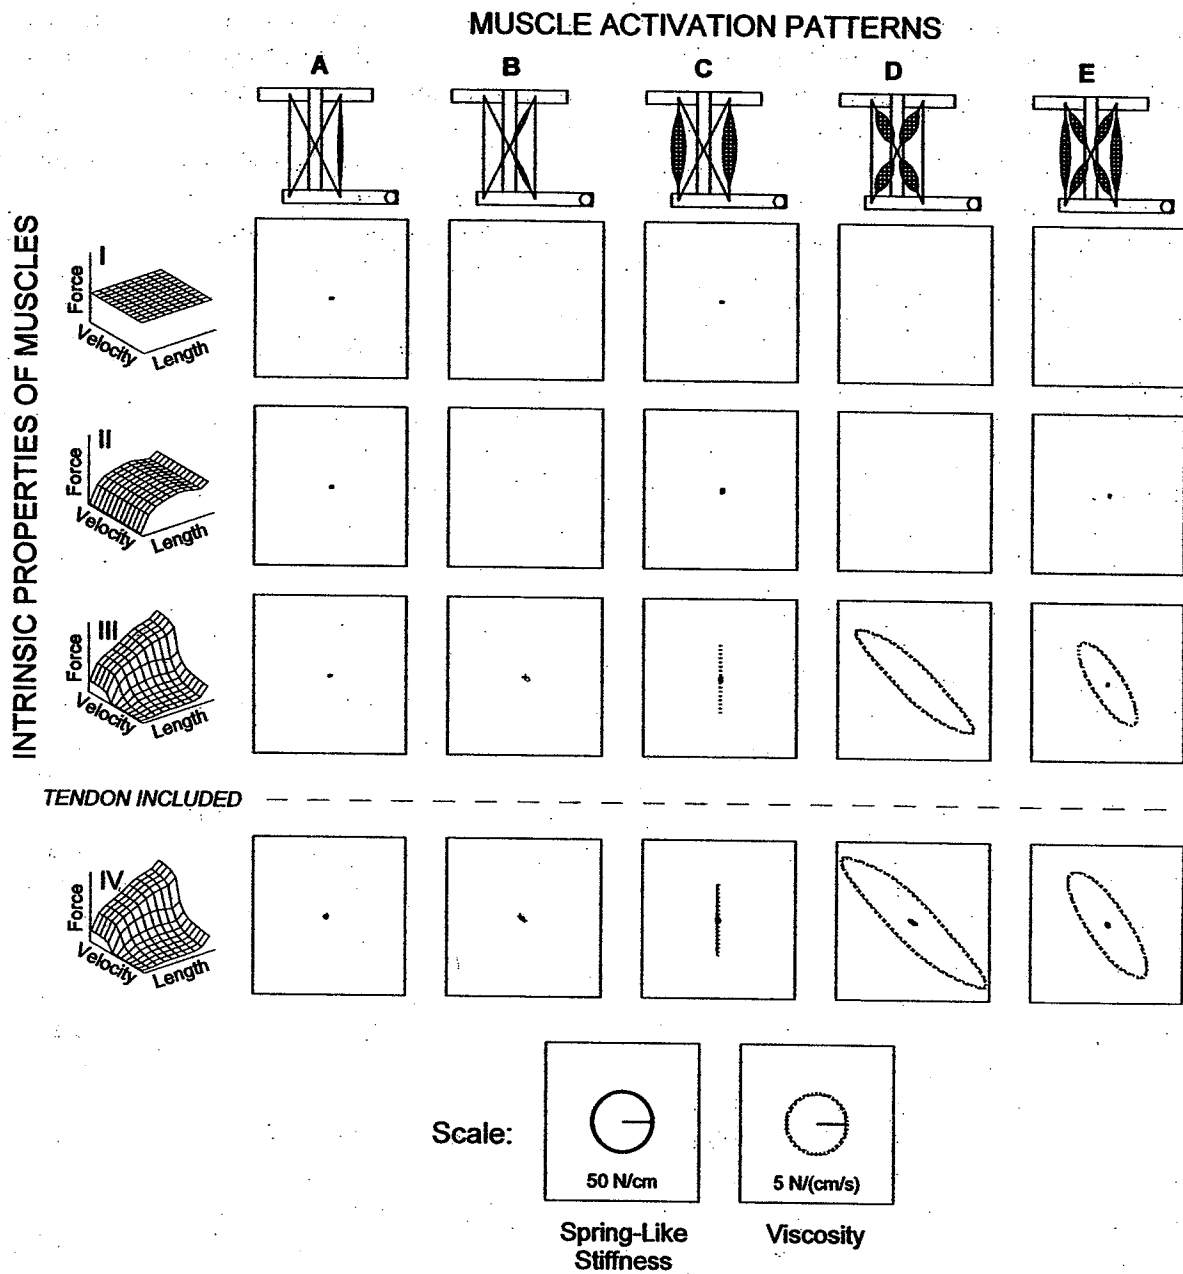 MUSCLE ACTIVATION PATTERNS
A B C D E
INTRINSIC PROPERTIES OF MUSCLES
I
Force
Velocity
Length
II
Force
Velocity
Length
III
Force
Velocity
Length
TENDON INCLUDED
IV
Force
Velocity
Length
Scale:
50 N/cm
5 N/(cm/s)
Spring-Like
Stiffness
Viscosity